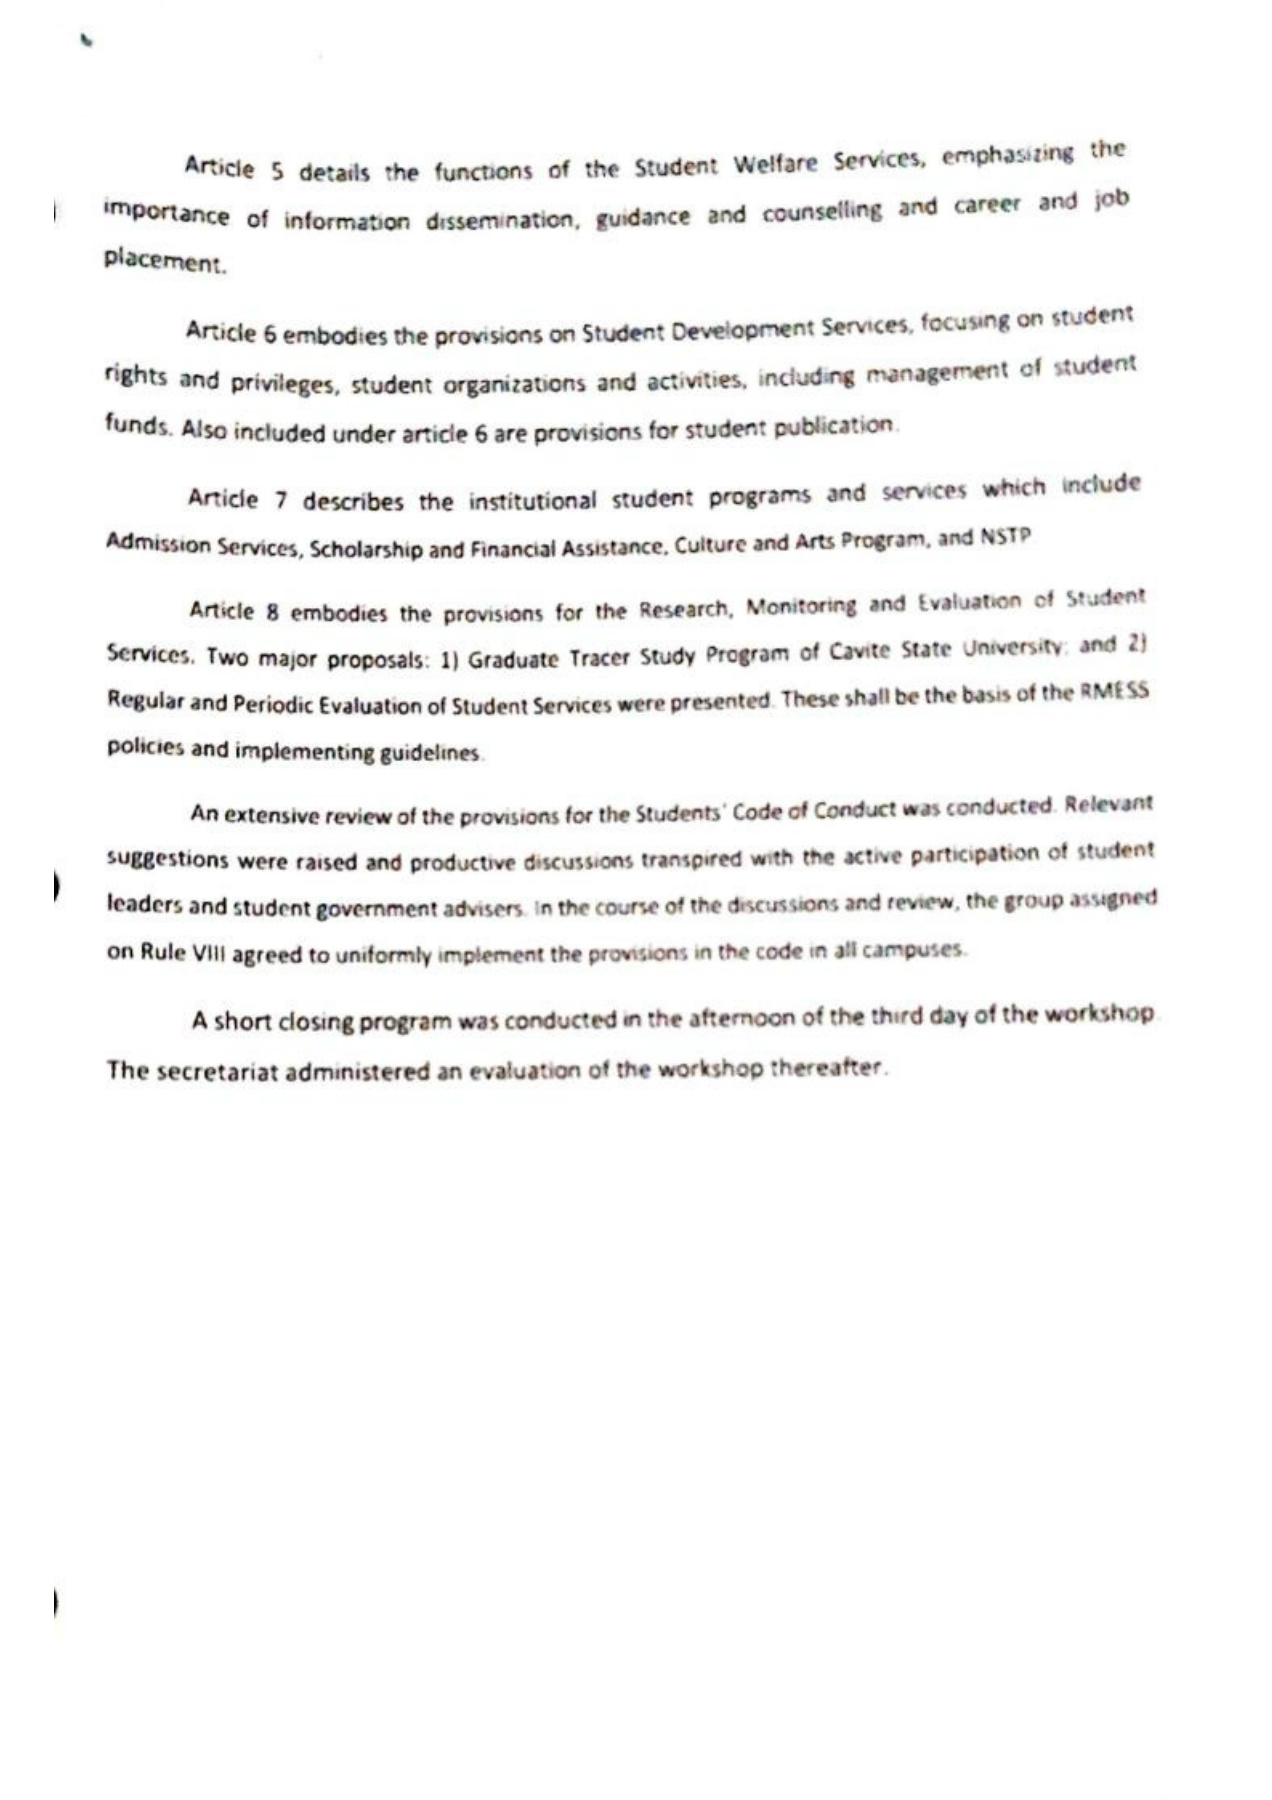 Article 5 details the functions of the Student Welfare Services, emphasizing the
importance of information dissemination, guidance and counselling and career and job
placement.
Article 6 embodies the provisions on Student Development Services, focusing on student
rights and privileges, student organizations and activities, including management of student
funds. Also included under article 6 are provisions for student publication.
Article 7 describes the institutional student programs and services which include
Admission Services, Scholarship and Financial Assistance, Culture and Arts Program, and NSTP
Article 8 embodies the provisions for the Research, Monitoring and Evaluation of Student
Services. Two major proposals: 1) Graduate Tracer Study Program of Cavite State University; and 2)
Regular and Periodic Evaluation of Student Services were presented. These shall be the basis of the RMESS
policies and implementing guidelines.
An extensive review of the provisions for the Students' Code of Conduct was conducted. Relevant
suggestions were raised and productive discussions transpired with the active participation of student
leaders and student government advisers. In the course of the discussions and review, the group assigned
on Rule VIII agreed to uniformly implement the provisions in the code in all campuses.
A short closing program was conducted in the afternoon of the third day of the workshop.
The secretariat administered an evaluation of the workshop thereafter.